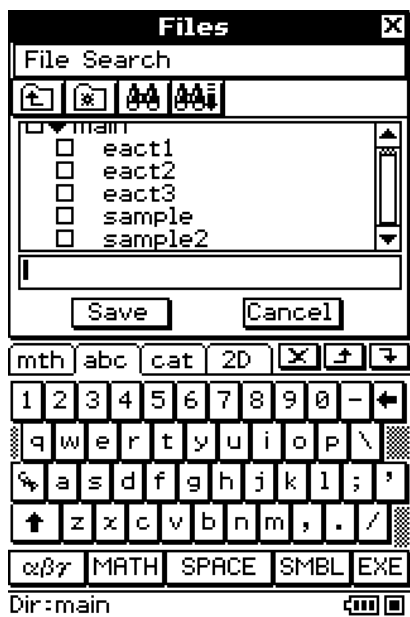 Files
File Search
main
eact1
eact2
eact3
sample
sample2
Save Cancel
mth abc cat 2D
1 2 3 4 5 6 7 8 9 0 -
q w e r t y u i o p \
a s d f g h j k l ; '
z x c v b n m , . /
αβγ MATH SPACE SMBL EXE
Dir:main